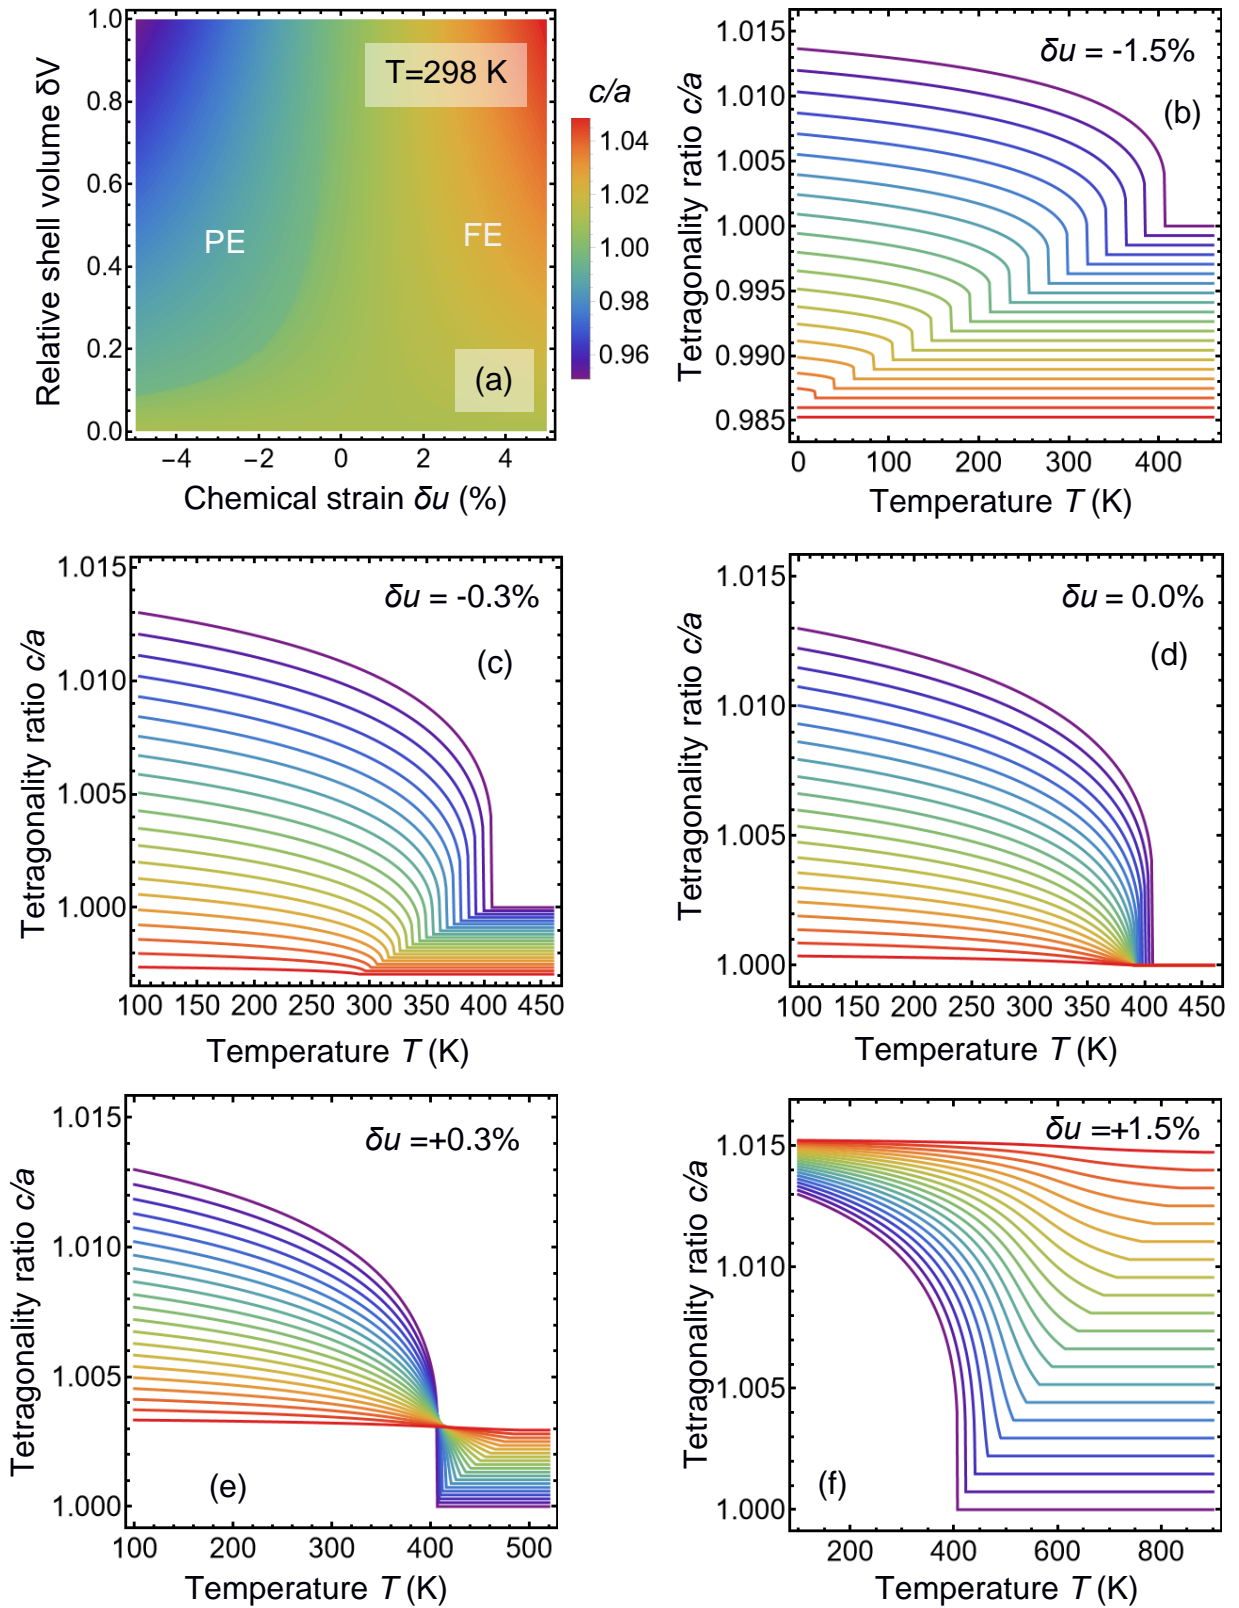 1.0
0.8
0.6
0.4
0.2
0.0
Relative shell volume δV
T=298 K
PE
FE
(a)
−4 −2 0 2 4
Chemical strain δu (%)
c/a
1.04
1.02
1.00
0.98
0.96
1.015
1.010
1.005
1.000
0.995
0.990
0.985
Tetragonality ratio c/a
δu = -1.5%
(b)
0 100 200 300 400
Temperature T (K)
1.015
1.010
1.005
1.000
Tetragonality ratio c/a
δu = -0.3%
(c)
100 150 200 250 300 350 400 450
Temperature T (K)
1.015
1.010
1.005
1.000
Tetragonality ratio c/a
δu = 0.0%
(d)
100 150 200 250 300 350 400 450
Temperature T (K)
1.015
1.010
1.005
1.000
Tetragonality ratio c/a
δu =+0.3%
(e)
100 200 300 400 500
Temperature T (K)
1.015
1.010
1.005
1.000
Tetragonality ratio c/a
δu =+1.5%
(f)
200 400 600 800
Temperature T (K)